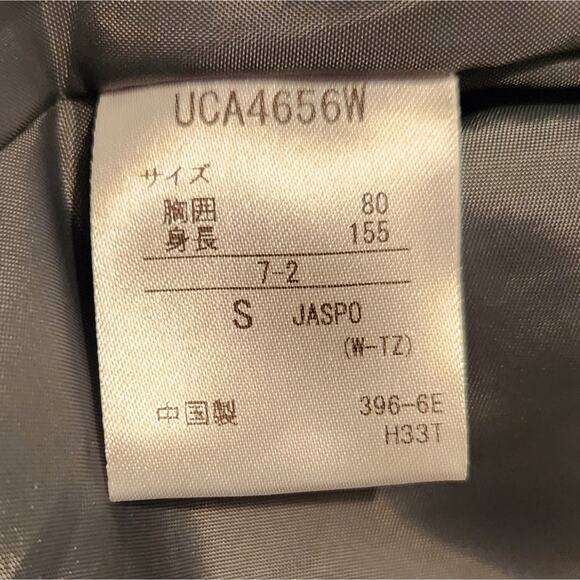 UCA4656W
サイズ
胸囲 80
身長 155
7-2
S JASPO
(W-TZ)
中国製 396-6E
H33T